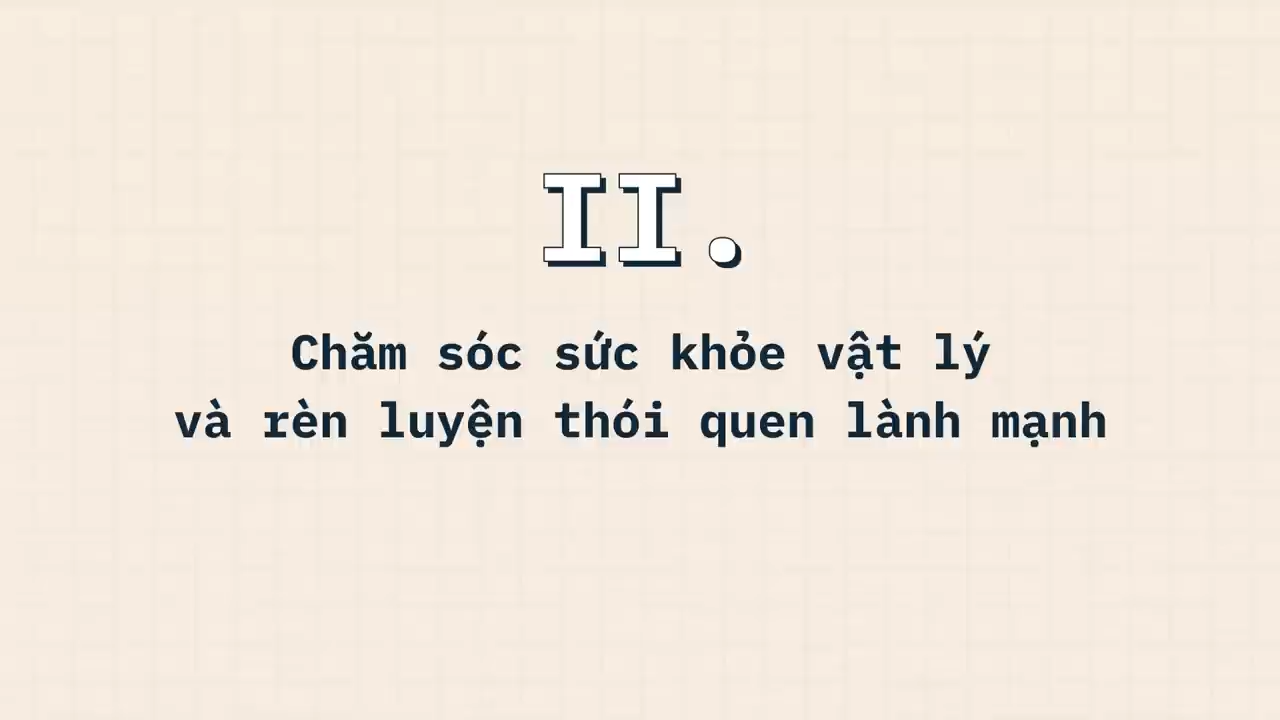 II.
Chăm sóc sức khỏe vật lý
và rèn luyện thói quen lành mạnh